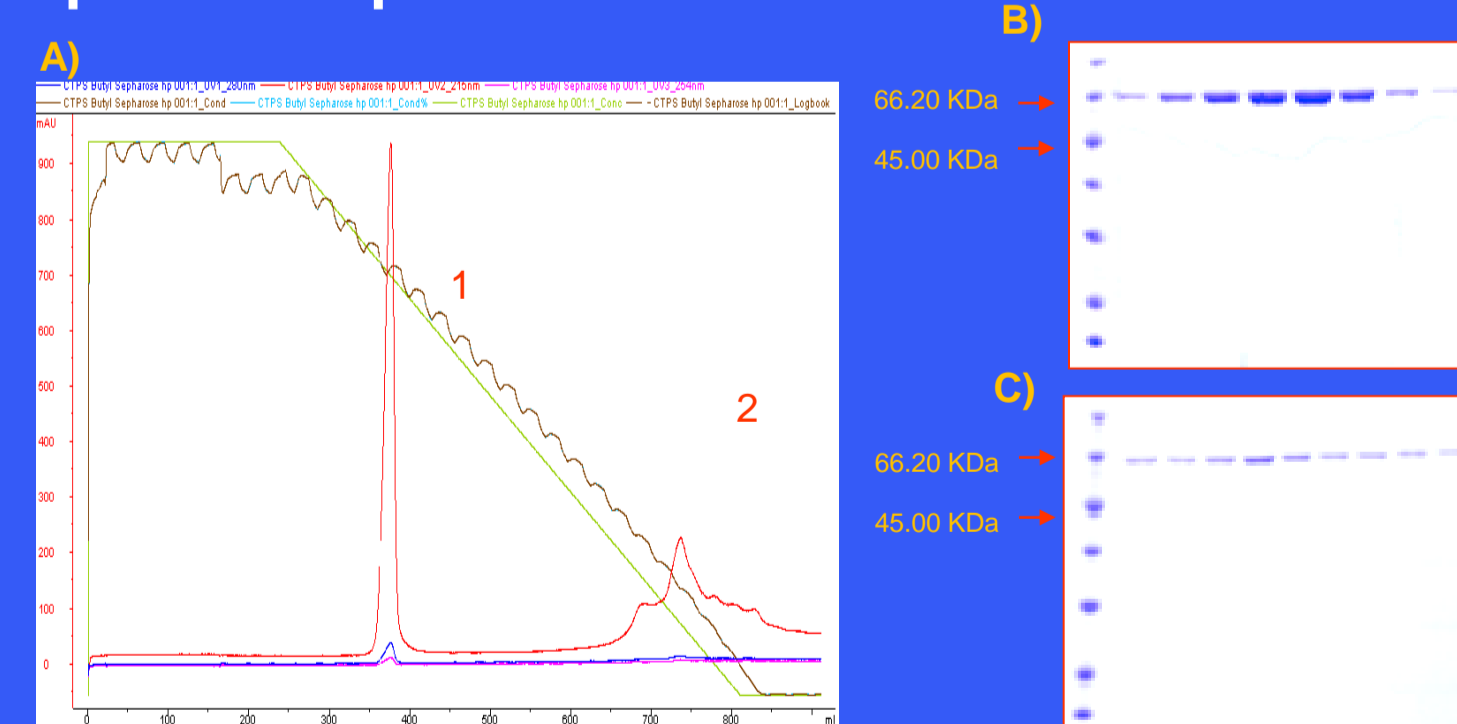 A)
CTPS Butyl Sepharose hp 001:1_UV1_280nm CTPS Butyl Sepharose hp 001:1_UV2_215nm CTPS Butyl Sepharose hp 001:1_UV3_254nm
CTPS Butyl Sepharose hp 001:1_Cond CTPS Butyl Sepharose hp 001:1_Cond% CTPS Butyl Sepharose hp 001:1_Conc CTPS Butyl Sepharose hp 001:1_Logbook
mAU
900
800
700
600
500
400
300
200
100
0
0 100 200 300 400 500 600 700 800 ml
1
2
B)
66.20 KDa
45.00 KDa
C)
66.20 KDa
45.00 KDa